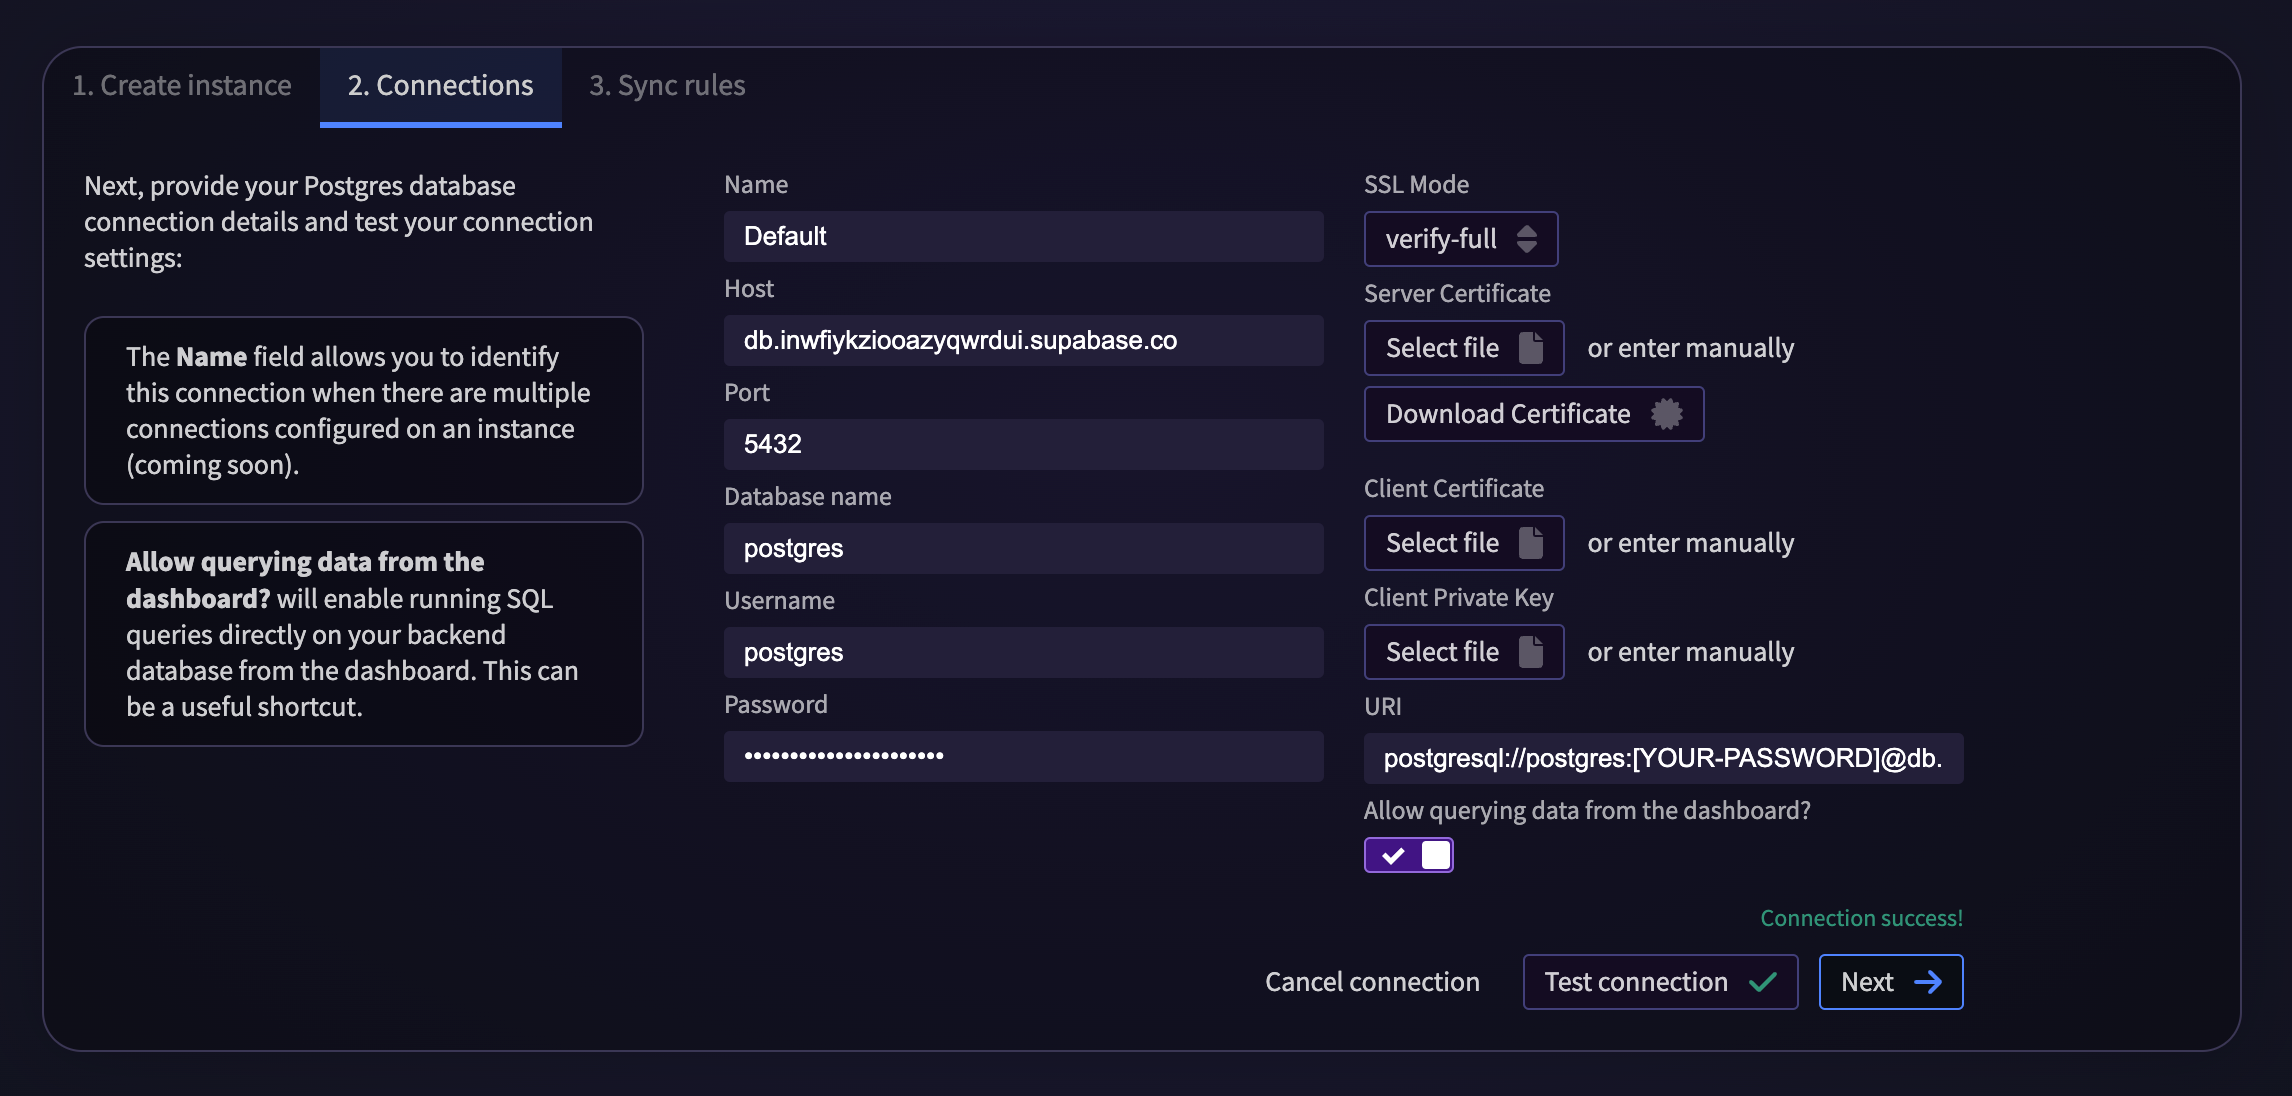 1. Create instance
2. Connections
3. Sync rules
Next, provide your Postgres database
connection details and test your connection
settings:
The Name field allows you to identify
this connection when there are multiple
connections configured on an instance
(coming soon).
Allow querying data from the
dashboard? will enable running SQL
queries directly on your backend
database from the dashboard. This can
be a useful shortcut.
Name
Default
Host
db.inwfiykziooazyqwrdui.supabase.co
Port
5432
Database name
postgres
Username
postgres
Password
••••••••••••••••••••••
SSL Mode
verify-full
Server Certificate
Select file or enter manually
Download Certificate
Client Certificate
Select file or enter manually
Client Private Key
Select file or enter manually
URI
postgresql://postgres:[YOUR-PASSWORD]@db.
Allow querying data from the dashboard?
Connection success!
Cancel connection
Test connection
Next